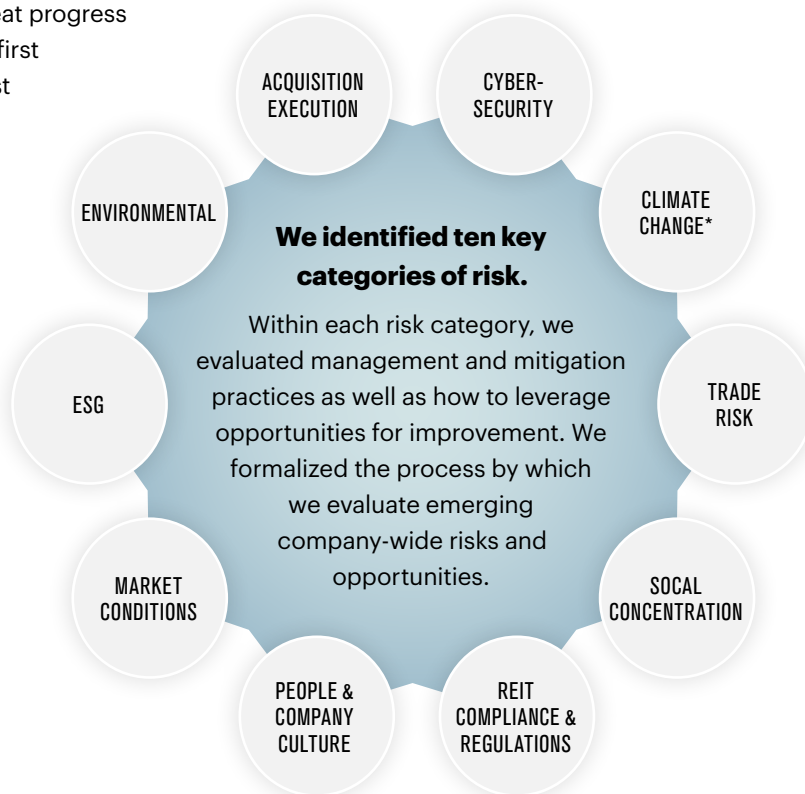 eat progress
first
st
ACQUISITION
EXECUTION
CYBER-
SECURITY
CLIMATE
CHANGE*
TRADE
RISK
SOCAL
CONCENTRATION
REIT
COMPLIANCE &
REGULATIONS
PEOPLE &
COMPANY
CULTURE
MARKET
CONDITIONS
ESG
ENVIRONMENTAL
We identified ten key
categories of risk.
Within each risk category, we
evaluated management and mitigation
practices as well as how to leverage
opportunities for improvement. We
formalized the process by which
we evaluate emerging
company-wide risks and
opportunities.